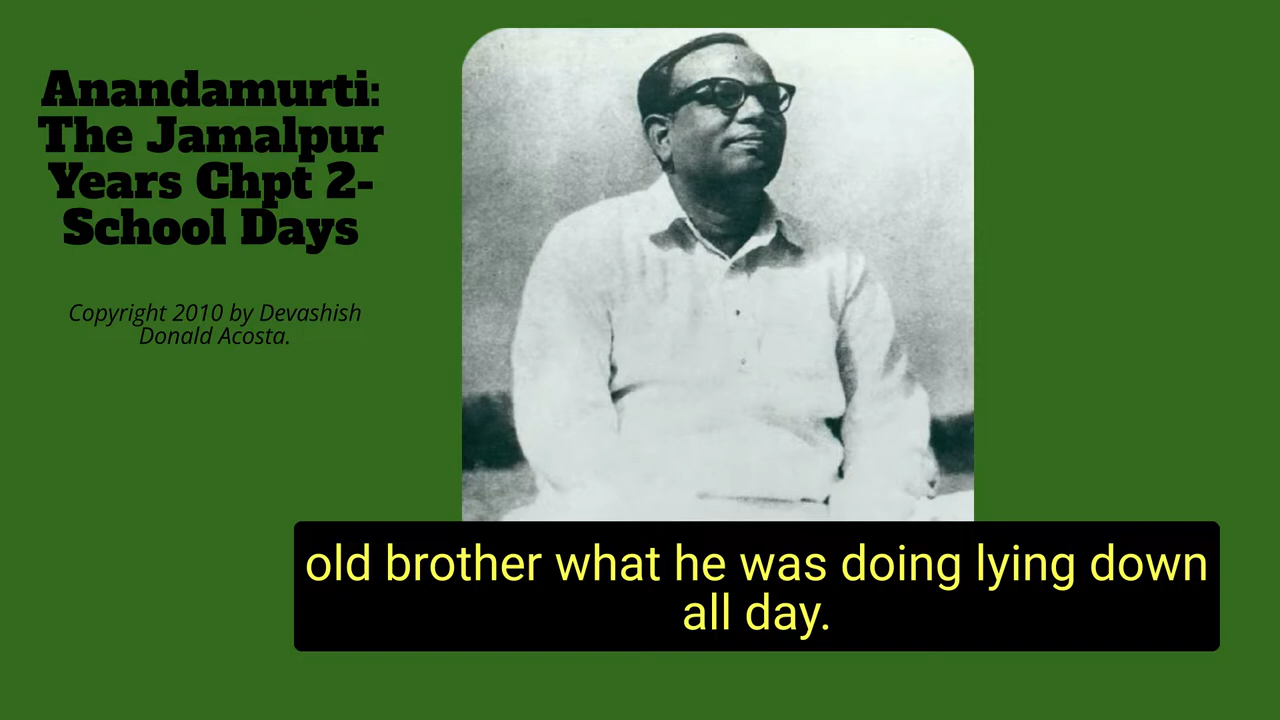 Anandamurti:
The Jamalpur
Years Chpt 2-
School Days
Copyright 2010 by Devashish
Donald Acosta.
old brother what he was doing lying down
all day.